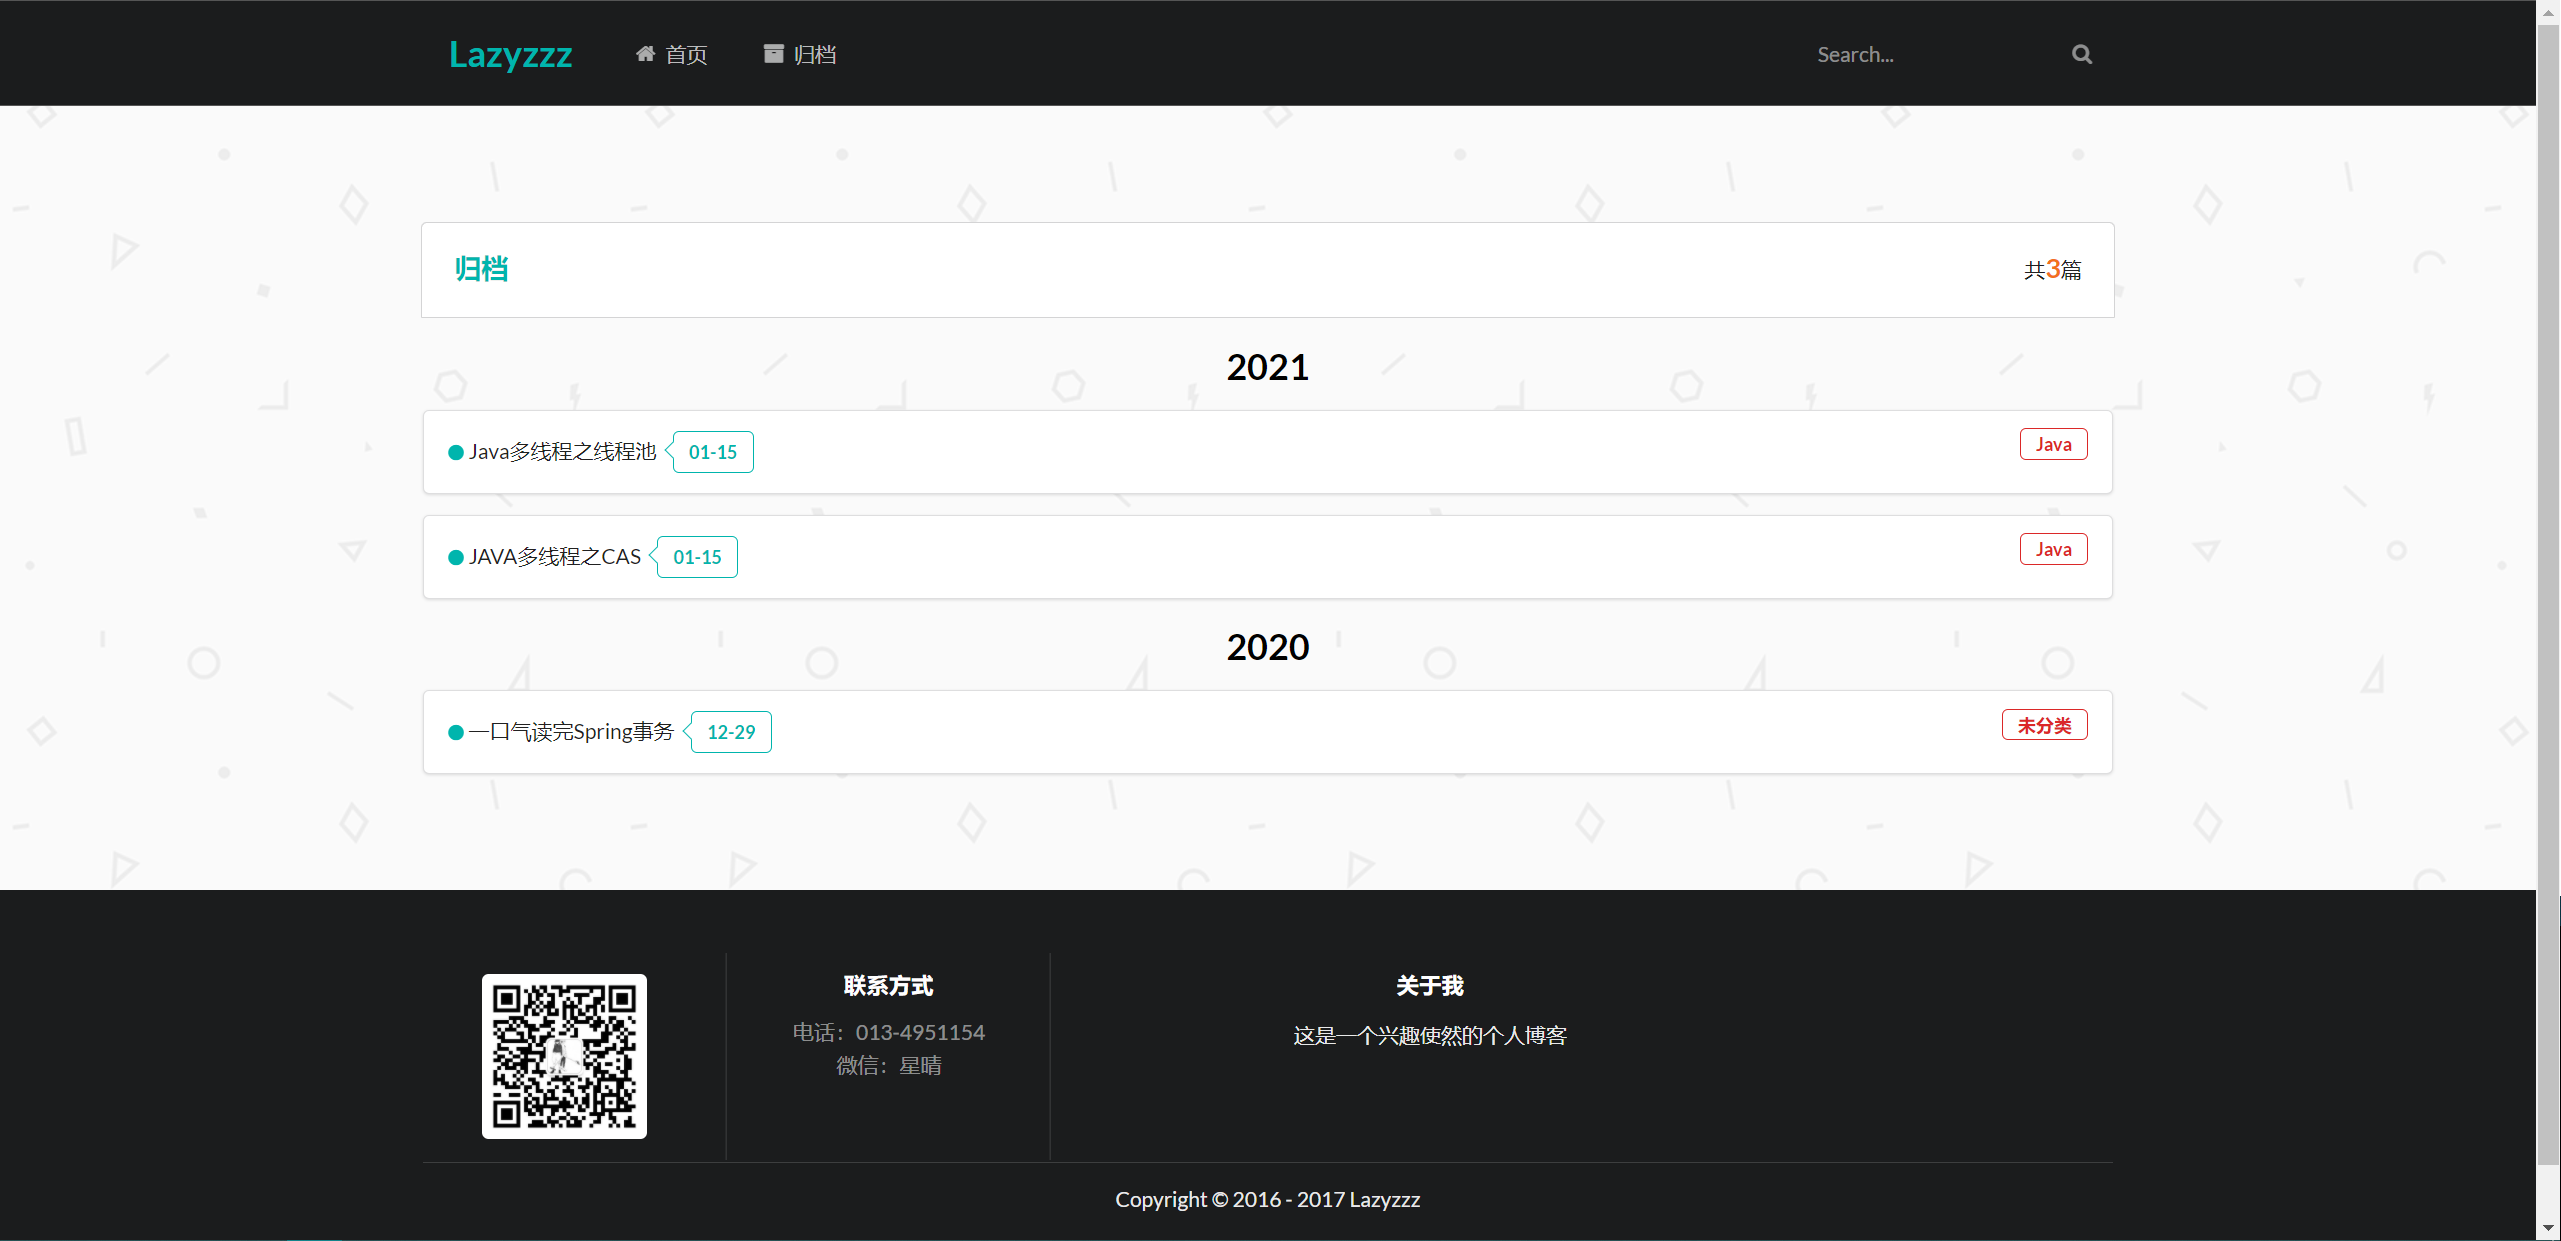 Lazyzzz 首页 归档 Search...
归档 共3篇
2021
Java多线程之线程池 01-15 Java
JAVA多线程之CAS 01-15 Java
2020
一口气读完Spring事务 12-29 未分类
联系方式
电话：013-4951154
微信：星晴
关于我
这是一个兴趣使然的个人博客
Copyright © 2016 - 2017 Lazyzzz